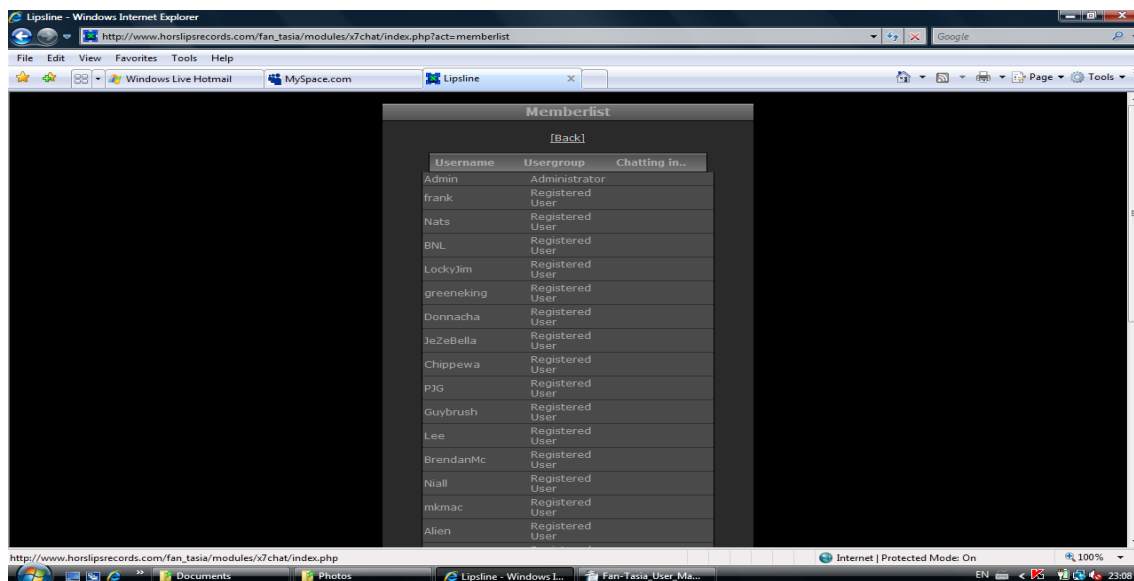 Lipsline - Windows Internet Explorer
http://www.horslipsrecords.com/fan_tasia/modules/x7chat/index.php?act=memberlist
Google
File Edit View Favorites Tools Help
Windows Live Hotmail MySpace.com Lipsline Page Tools
Memberlist
[Back]
Username Usergroup Chatting in..
Admin Administrator
frank Registered
User
Nats Registered
User
BNL Registered
User
LockyJim Registered
User
greeneking Registered
User
Donnacha Registered
User
JeZeBella Registered
User
Chippewa Registered
User
PJG Registered
User
Guybrush Registered
User
Lee Registered
User
BrendanMc Registered
User
Niall Registered
User
mkmac Registered
User
Alien Registered
User
http://www.horslipsrecords.com/fan_tasia/modules/x7chat/index.php Internet | Protected Mode: On 100%
Documents Photos Lipsline - Windows I... Fan-Tasia_User_Ma... EN 23:08